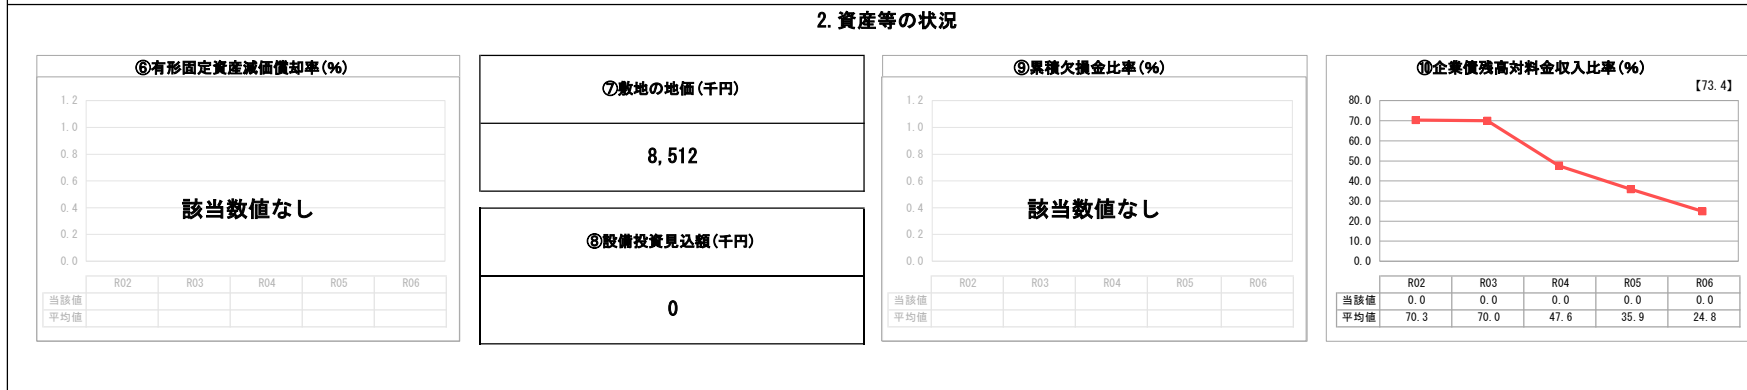 2. 資産等の状況
⑥有形固定資産減価償却率(%)
1.2
1.0
0.8
0.6
0.4
0.2
0.0
該当数値なし
R02 R03 R04 R05 R06
当該値
平均値
⑦敷地の地価(千円)
8,512
⑧設備投資見込額(千円)
0
⑨累積欠損金比率(%)
1.2
1.0
0.8
0.6
0.4
0.2
0.0
該当数値なし
R02 R03 R04 R05 R06
当該値
平均値
⑩企業債残高対料金収入比率(%)
【73.4】
80.0
70.0
60.0
50.0
40.0
30.0
20.0
10.0
0.0
R02 R03 R04 R05 R06
当該値 0.0 0.0 0.0 0.0 0.0
平均値 70.3 70.0 47.6 35.9 24.8